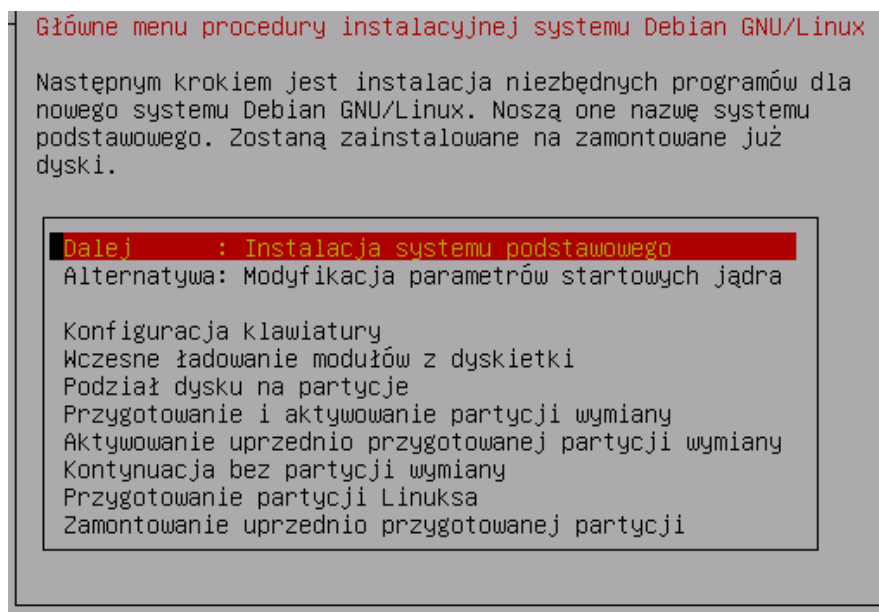 Główne menu procedury instalacyjnej systemu Debian GNU/Linux
Następnym krokiem jest instalacja niezbędnych programów dla
nowego systemu Debian GNU/Linux. Noszą one nazwę systemu
podstawowego. Zostaną zainstalowane na zamontowane już
dyski.
Dalej : Instalacja systemu podstawowego
Alternatywa: Modyfikacja parametrów startowych jądra
Konfiguracja klawiatury
Wczesne ładowanie modułów z dyskietki
Podział dysku na partycje
Przygotowanie i aktywowanie partycji wymiany
Aktywowanie uprzednio przygotowanej partycji wymiany
Kontynuacja bez partycji wymiany
Przygotowanie partycji Linuksa
Zamontowanie uprzednio przygotowanej partycji